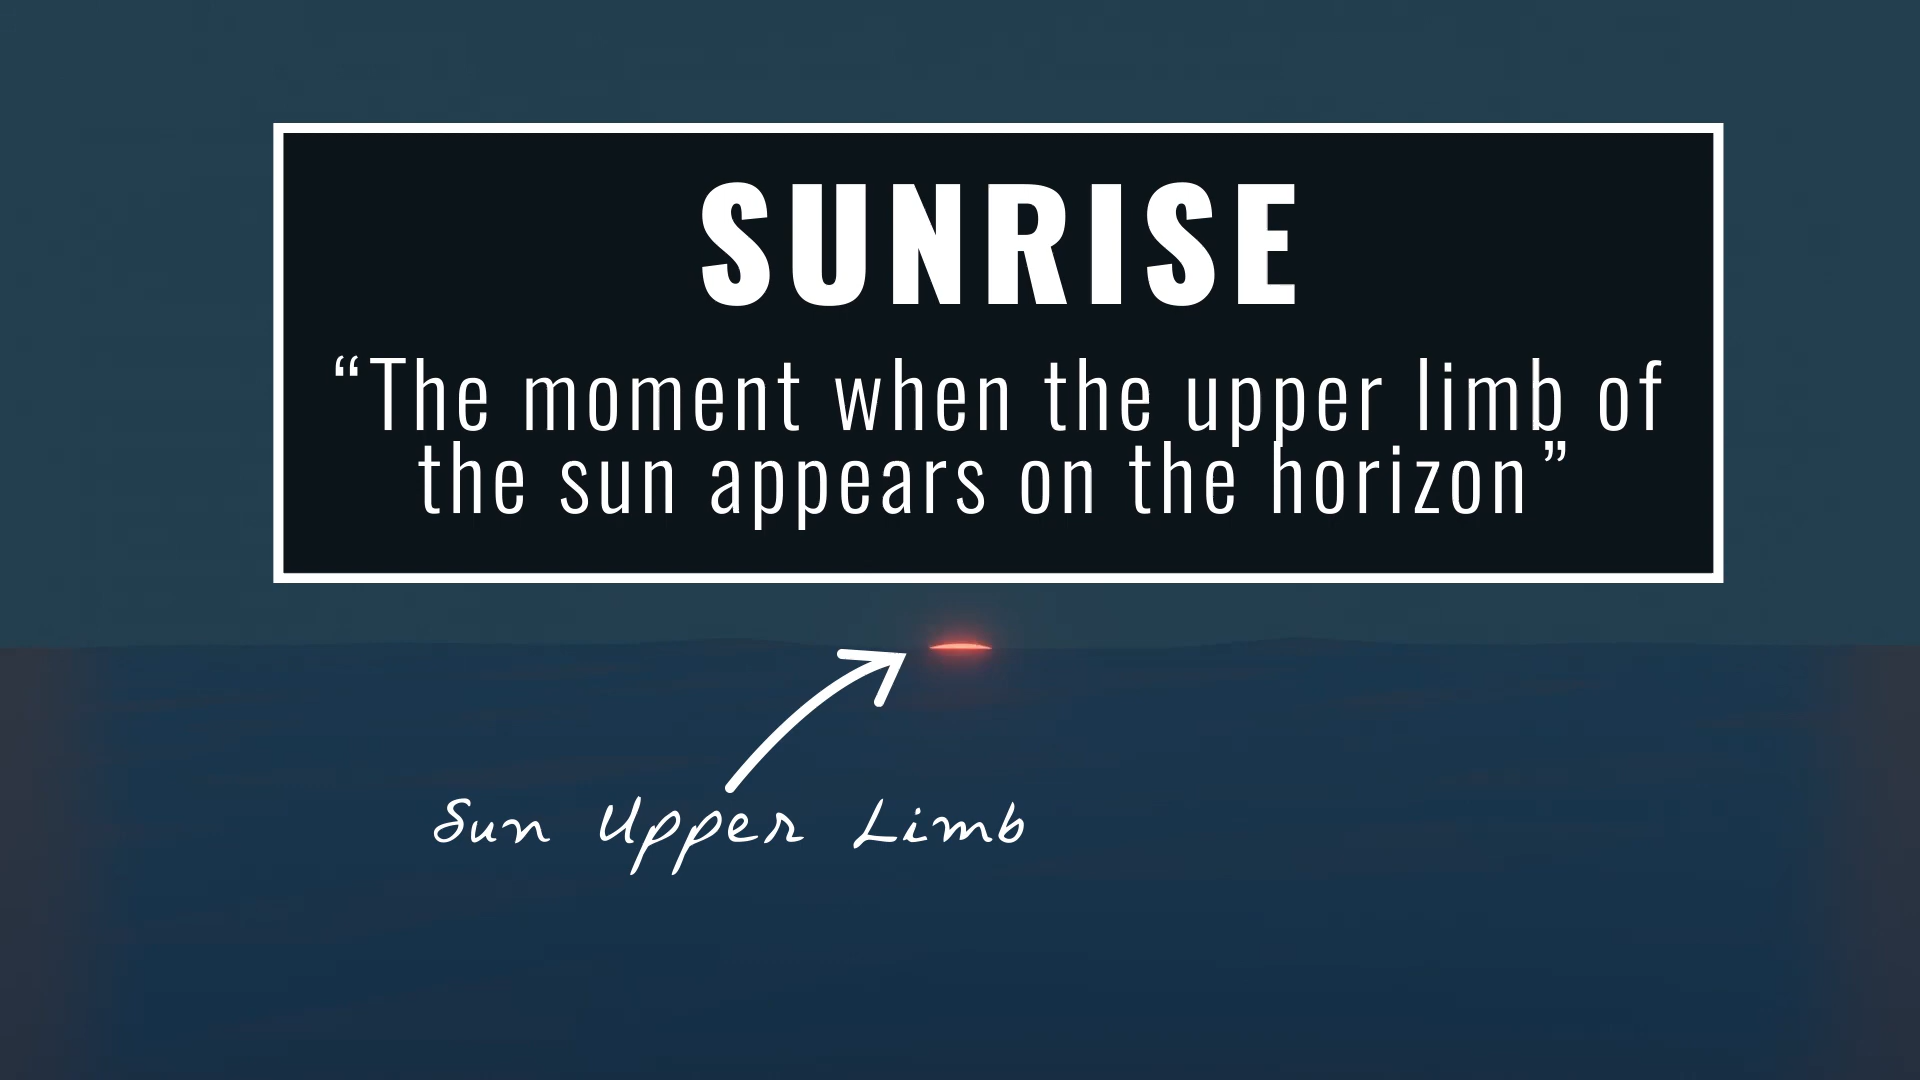 SUNRISE
“The moment when the upper limb of
the sun appears on the horizon”
Sun Upper Limb